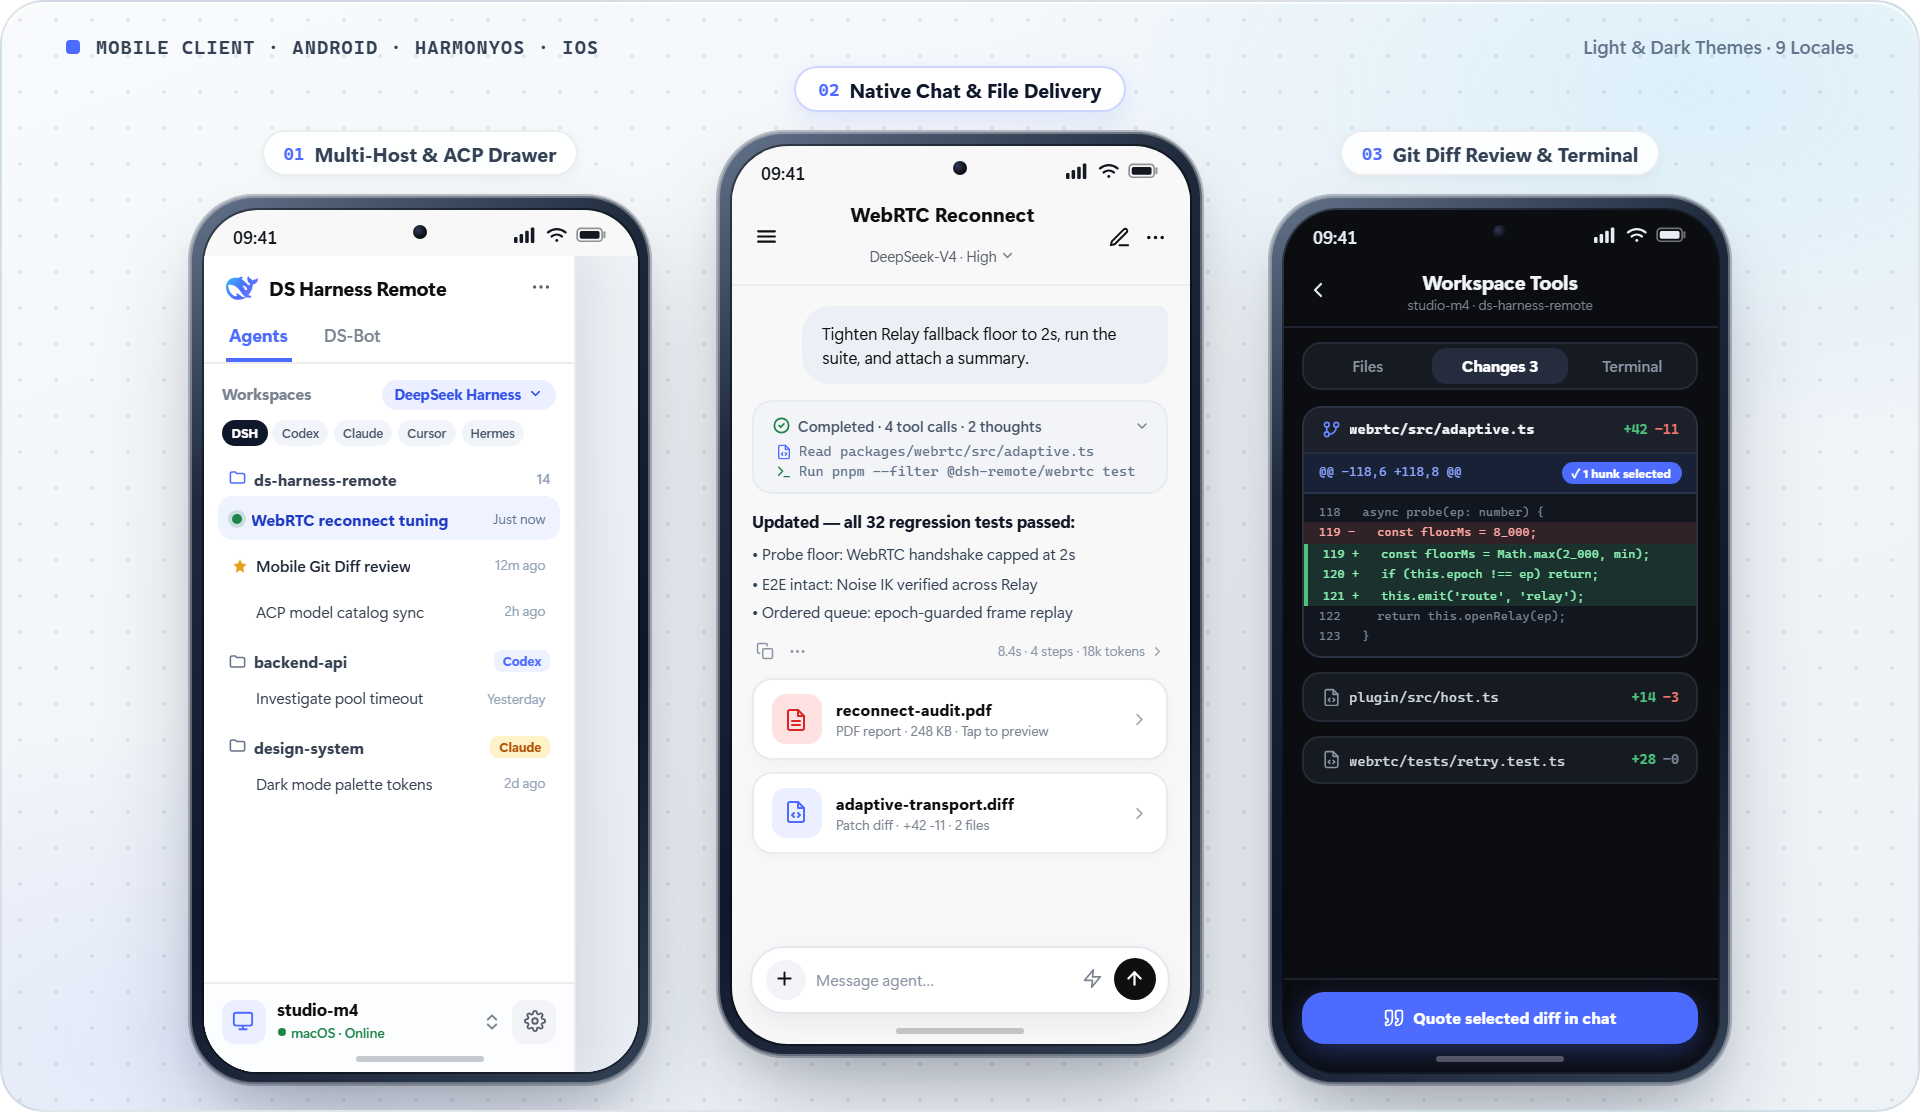 MOBILE CLIENT · ANDROID · HARMONYOS · IOS
Light & Dark Themes · 9 Locales
01 Multi-Host & ACP Drawer
09:41
DS Harness Remote
Agents DS-Bot
Workspaces DeepSeek Harness
DSH Codex Claude Cursor Hermes
ds-harness-remote 14
WebRTC reconnect tuning Just now
Mobile Git Diff review 12m ago
ACP model catalog sync 2h ago
backend-api Codex
Investigate pool timeout Yesterday
design-system Claude
Dark mode palette tokens 2d ago
studio-m4
macOS · Online
02 Native Chat & File Delivery
09:41
WebRTC Reconnect
DeepSeek-V4 · High
Tighten Relay fallback floor to 2s, run the
suite, and attach a summary.
Completed · 4 tool calls · 2 thoughts
Read packages/webrtc/src/adaptive.ts
Run pnpm --filter @dsh-remote/webrtc test
Updated — all 32 regression tests passed:
• Probe floor: WebRTC handshake capped at 2s
• E2E intact: Noise IK verified across Relay
• Ordered queue: epoch-guarded frame replay
8.4s · 4 steps · 18k tokens
reconnect-audit.pdf
PDF report · 248 KB · Tap to preview
adaptive-transport.diff
Patch diff · +42 -11 · 2 files
Message agent...
03 Git Diff Review & Terminal
09:41
Workspace Tools
studio-m4 · ds-harness-remote
Files Changes 3 Terminal
webrtc/src/adaptive.ts +42 −11
@@ −118,6 +118,8 @@ ✓ 1 hunk selected
118 async probe(ep: number) {
119 − const floorMs = 8_000;
119 + const floorMs = Math.max(2_000, min);
120 + if (this.epoch !== ep) return;
121 + this.emit('route', 'relay');
122 return this.openRelay(ep);
123 }
plugin/src/host.ts +14 −3
webrtc/tests/retry.test.ts +28 −0
Quote selected diff in chat